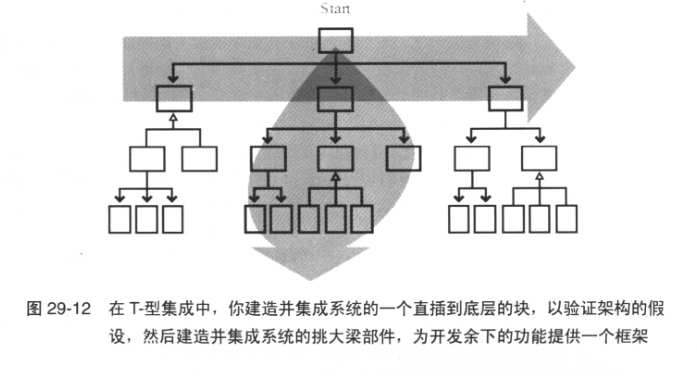 Start
图 29-12 在 T-型集成中，你建造并集成系统的一个直插到底层的块，以验证架构的假
设，然后建造并集成系统的挑大梁部件，为开发余下的功能提供一个框架